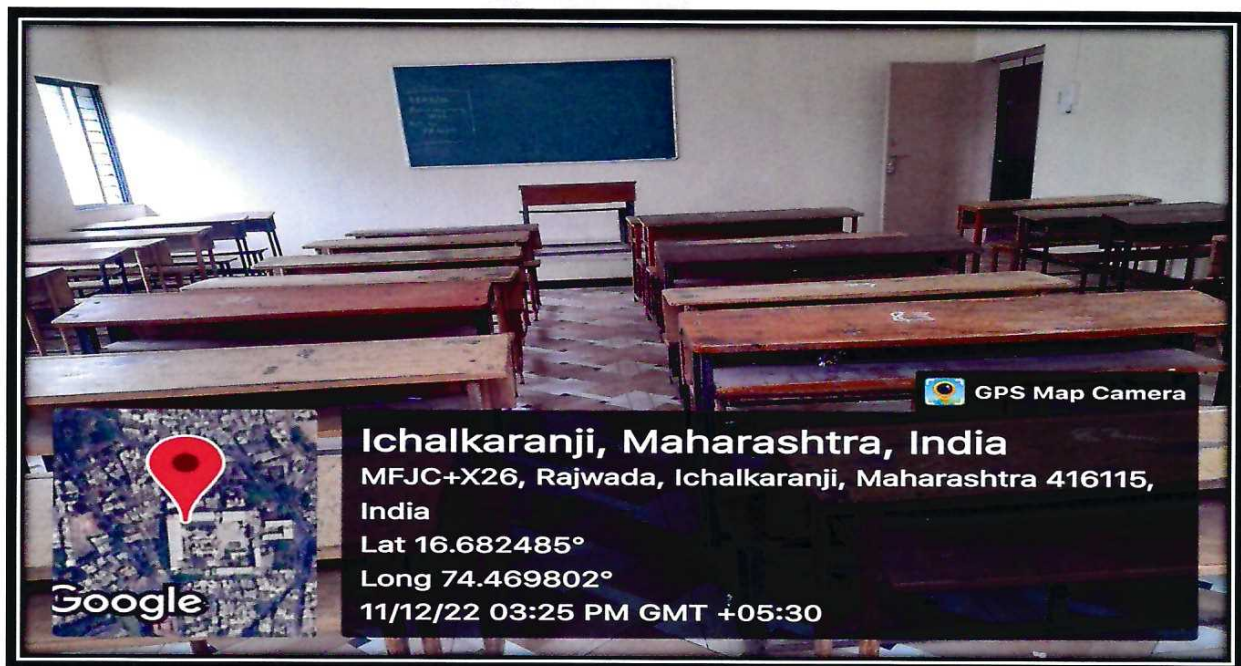 GPS Map Camera
Ichalkaranji, Maharashtra, India
MFJC+X26, Rajwada, Ichalkaranji, Maharashtra 416115,
India
Lat 16.682485°
Long 74.469802°
11/12/22 03:25 PM GMT +05:30
Google